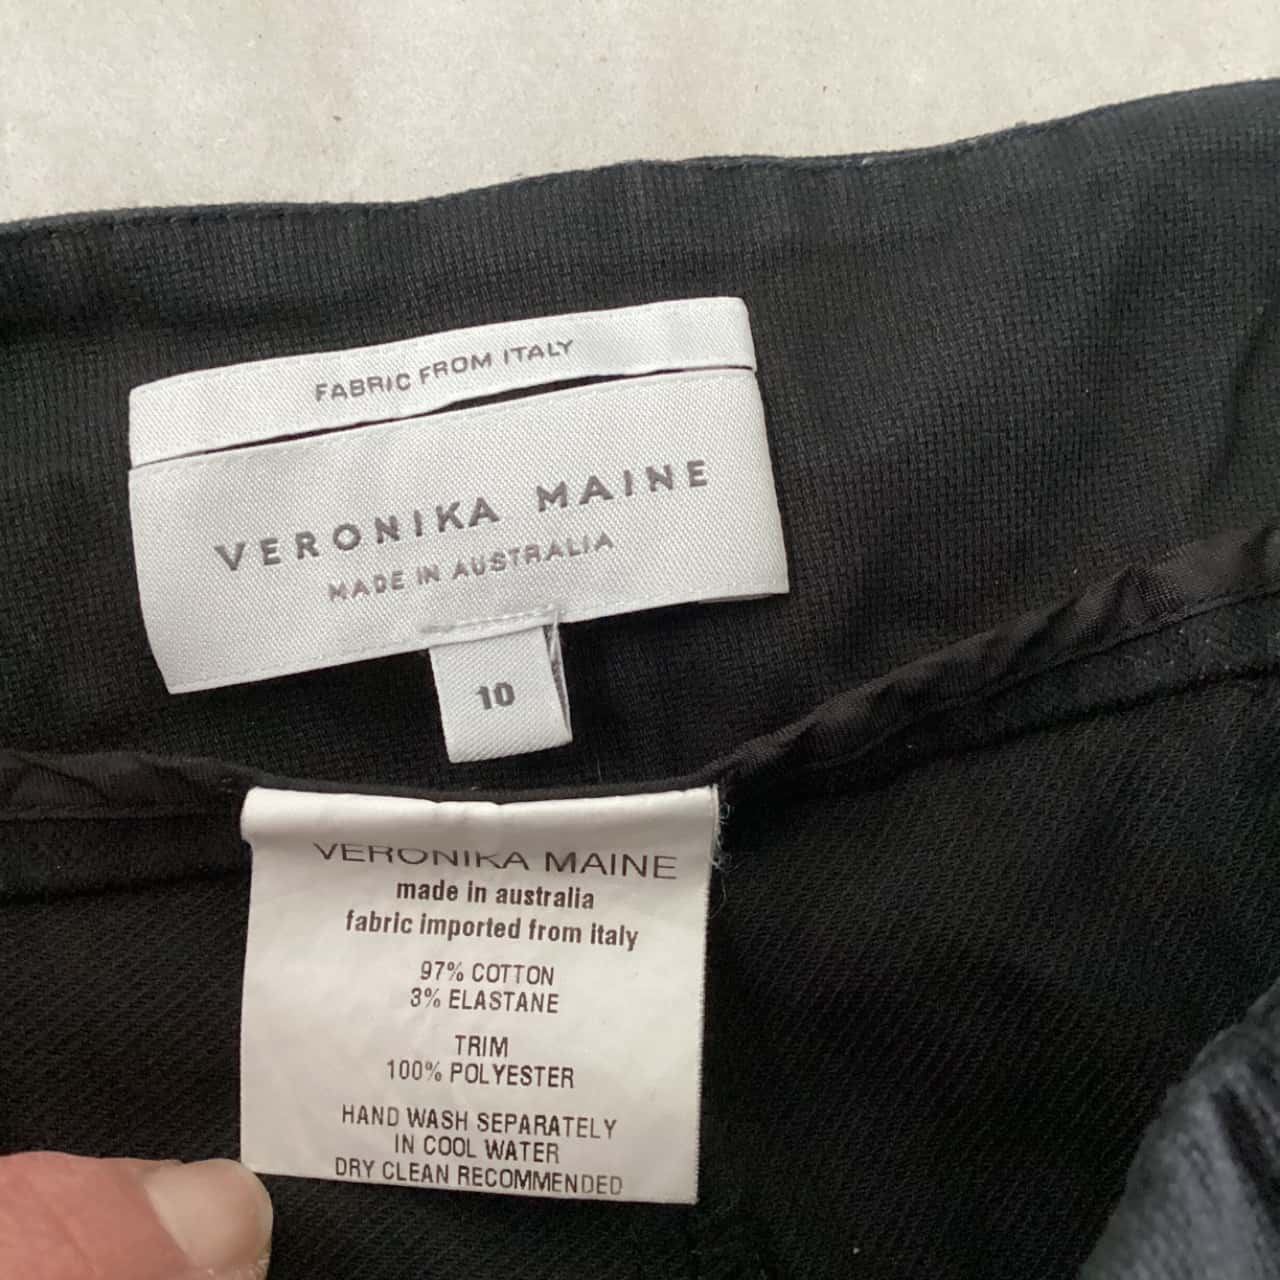 FABRIC FROM ITALY
VERONIKA MAINE
MADE IN AUSTRALIA
10
VERONIKA MAINE
made in australia
fabric imported from italy
97% COTTON
3% ELASTANE
TRIM
100% POLYESTER
HAND WASH SEPARATELY
IN COOL WATER
DRY CLEAN RECOMMENDED